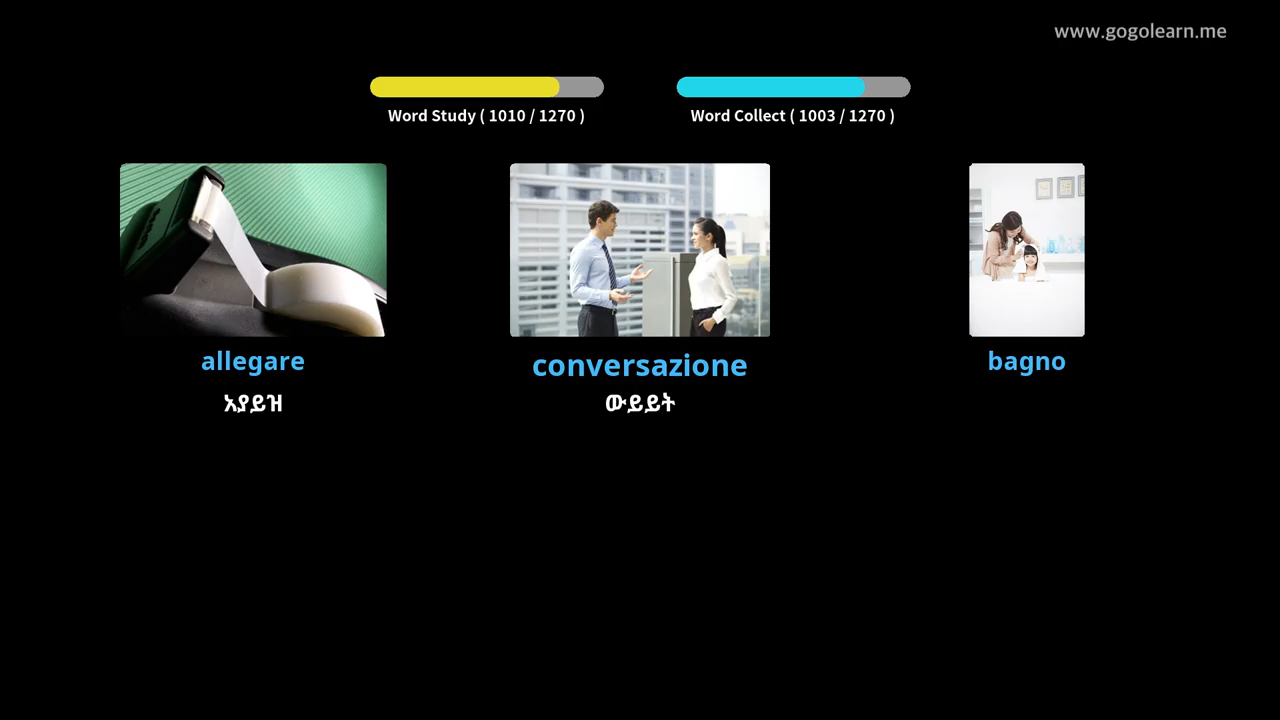 www.gogolearn.me
Word Study ( 1010 / 1270 )
Word Collect ( 1003 / 1270 )
allegare
አያይዝ
conversazione
ውይይት
bagno